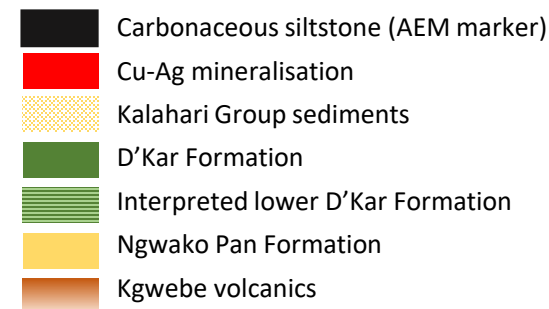 Carbonaceous siltstone (AEM marker)
Cu-Ag mineralisation
Kalahari Group sediments
D’Kar Formation
Interpreted lower D’Kar Formation
Ngwako Pan Formation
Kgwebe volcanics